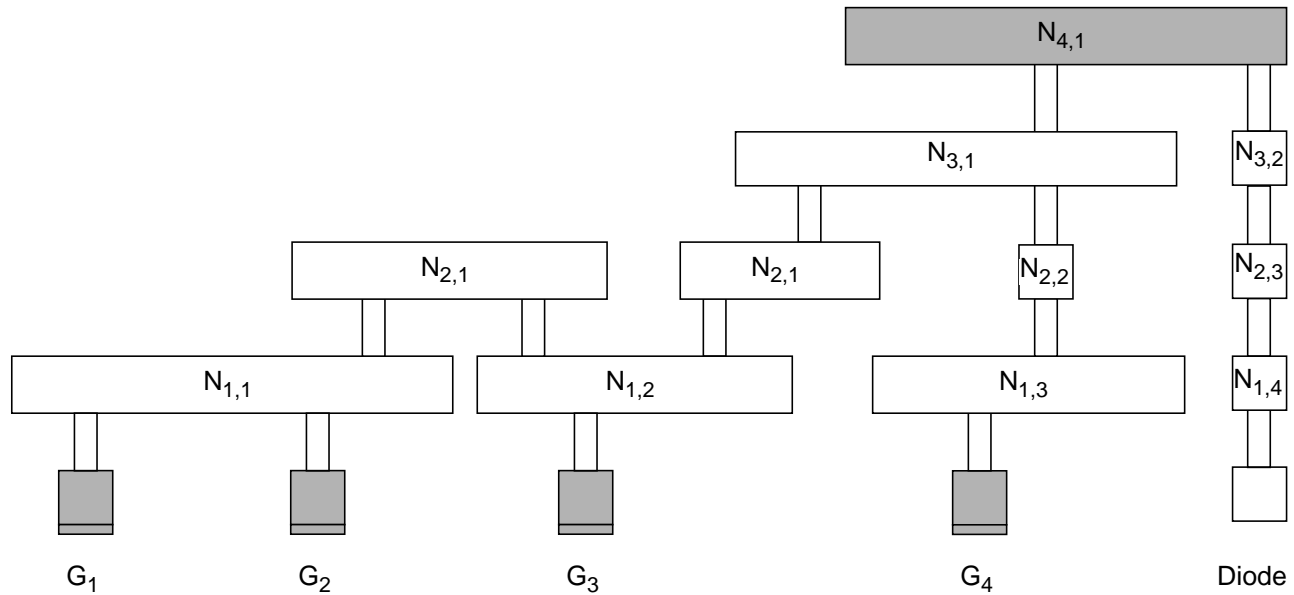 N4,1
N3,1
N3,2
N2,1
N2,1
N2,2
N2,3
N1,1
N1,2
N1,3
N1,4
G1
G2
G3
G4
Diode